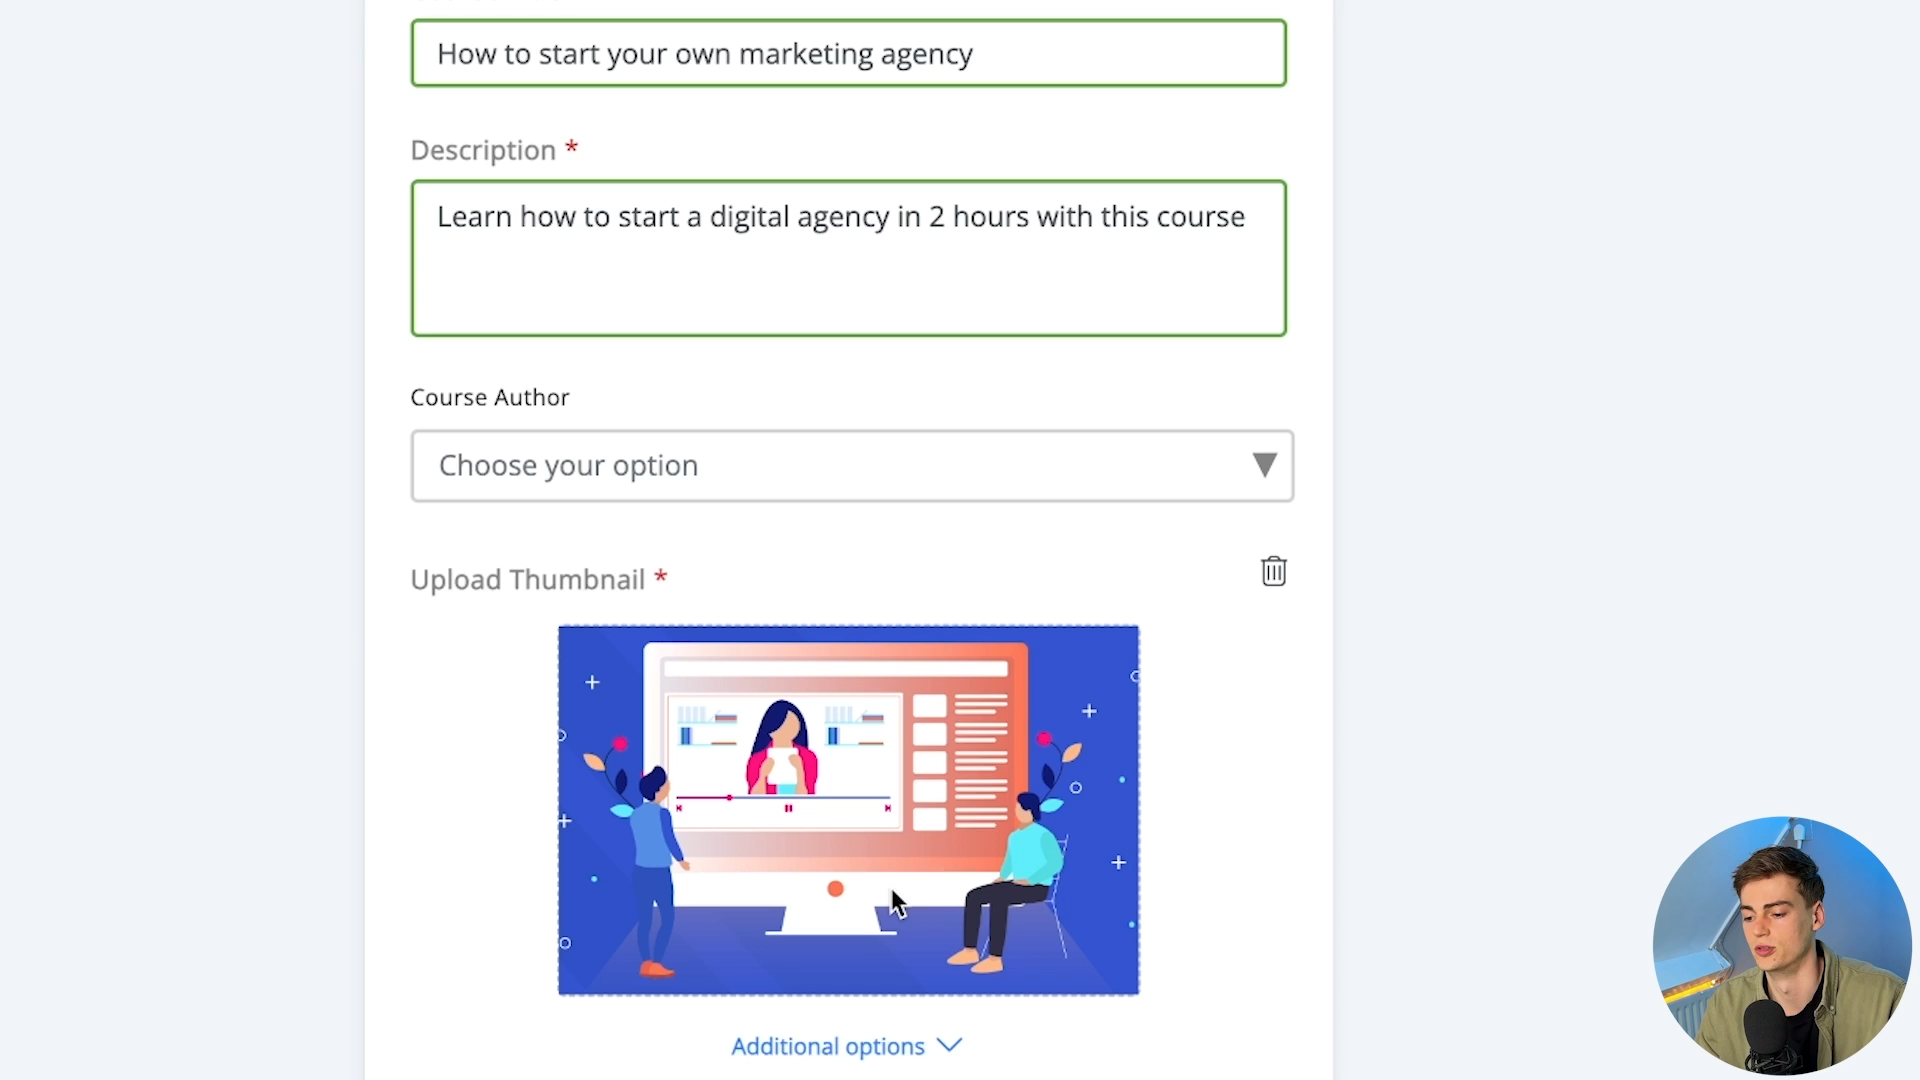 How to start your own marketing agency
Description *
Learn how to start a digital agency in 2 hours with this course
Course Author
Choose your option
Upload Thumbnail *
Additional options